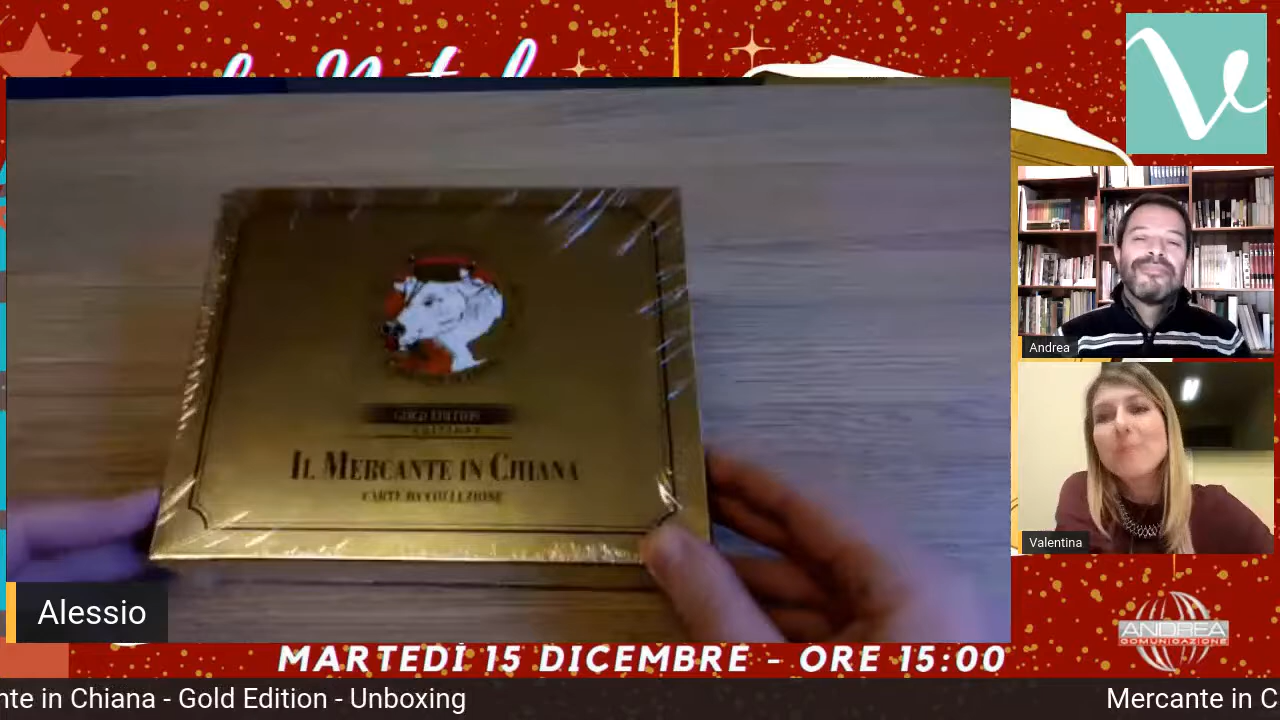 LA V
GOLD EDITION
IL MERCANTE IN CHIANA
CARTE DA COLLEZIONE
Andrea
Valentina
Alessio
ANDREA
COMUNICAZIONE
MARTEDÌ 15 DICEMBRE - ORE 15:00
nte in Chiana - Gold Edition - Unboxing
Mercante in C